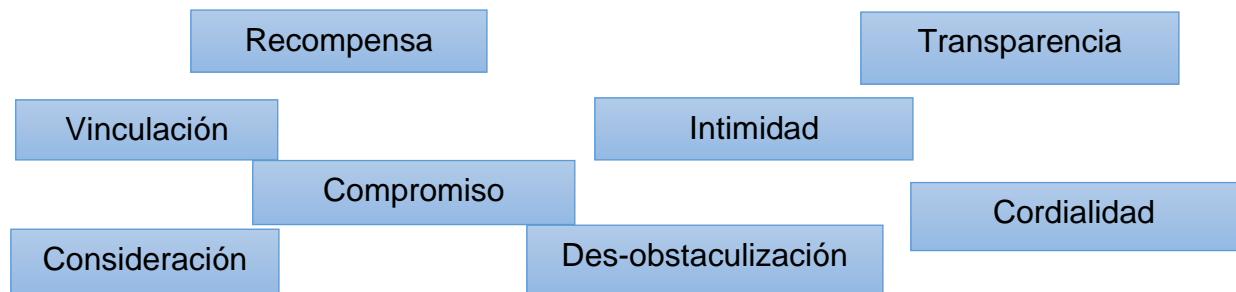 Recompensa
Transparencia
Vinculación
Intimidad
Compromiso
Cordialidad
Consideración
Des-obstaculización